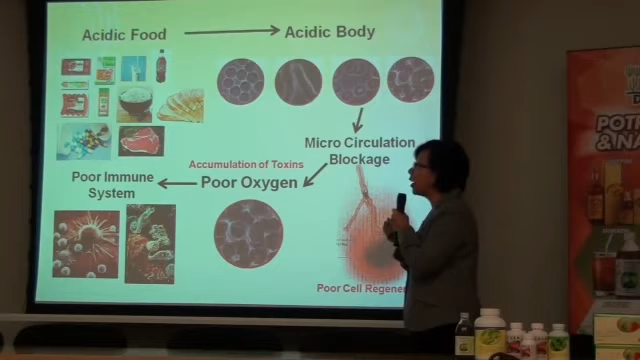 Acidic Food
Acidic Body
Micro Circulation
Blockage
Accumulation of Toxins
Poor Oxygen
Poor Immune
System
Poor Cell Regener
POT
& NA